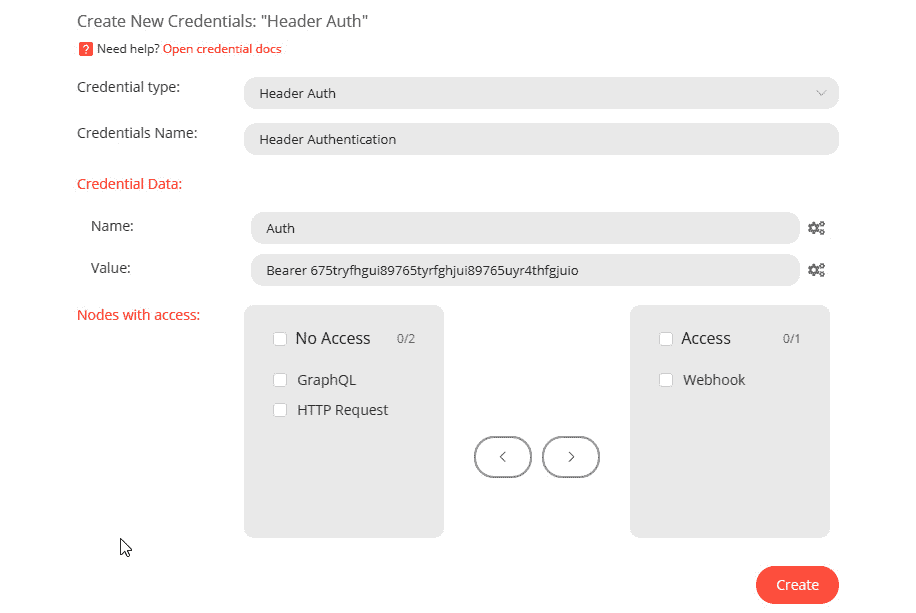 Create New Credentials: "Header Auth"
? Need help? Open credential docs
Credential type:
Header Auth
Credentials Name:
Header Authentication
Credential Data:
Name:
Auth
Value:
Bearer 675tryfhgui89765tyrfghjui89765uyr4thfgjuio
Nodes with access:
No Access 0/2
GraphQL
HTTP Request
Access 0/1
Webhook
Create